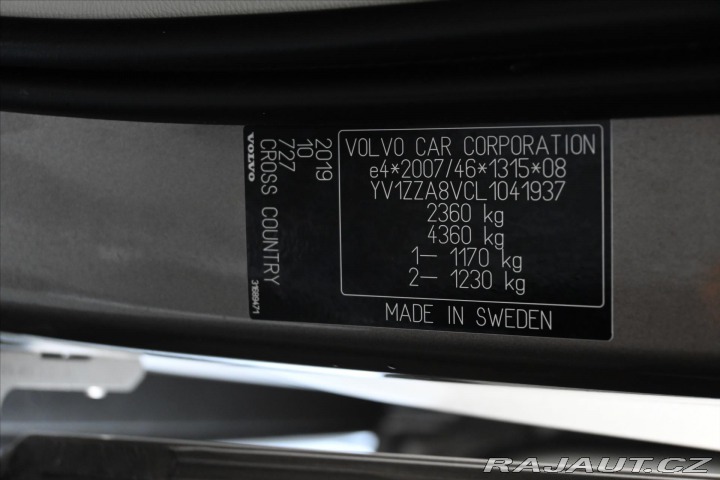 VOLVO CAR CORPORATION
e4*2007/46*1315*08
YV1ZZA8VCL1041937
2360 kg
4360 kg
1— 1170 kg
2— 1230 kg
MADE IN SWEDEN
2019
10
727
CROSS COUNTRY
VOLVO
31689471
RAJAUT.CZ